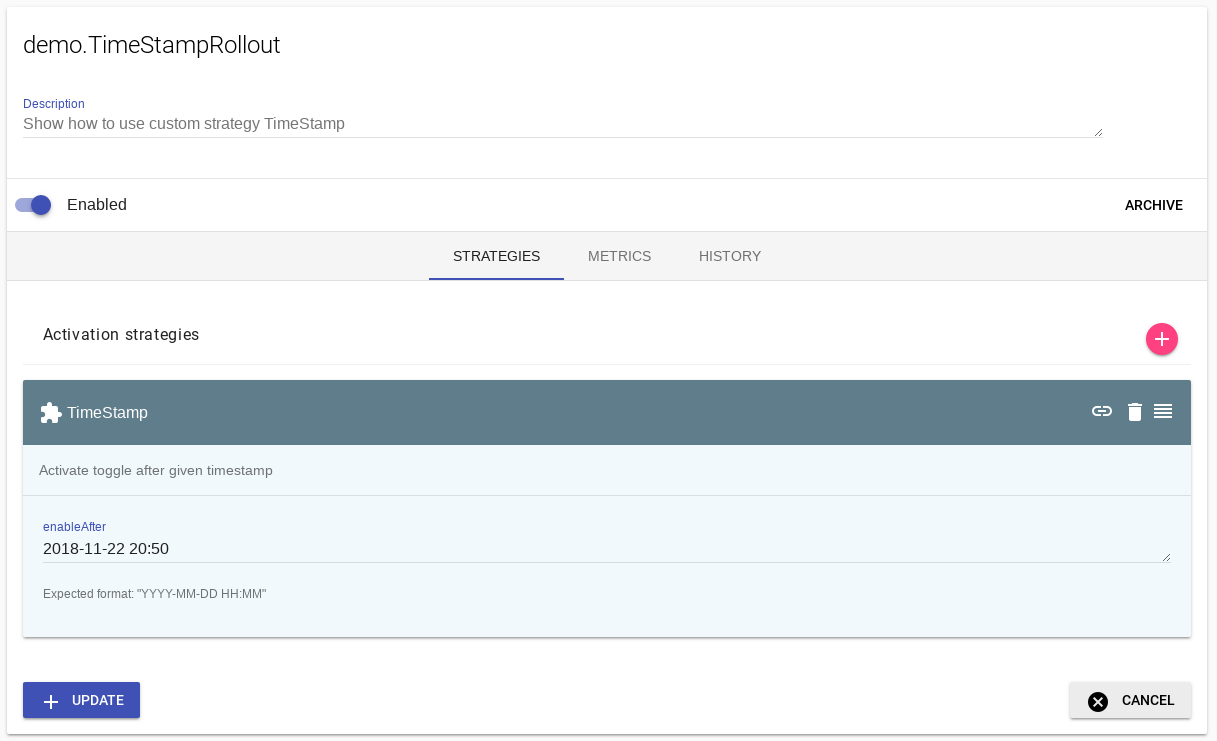 demo.TimeStampRollout
Description
Show how to use custom strategy TimeStamp
Enabled
ARCHIVE
STRATEGIES
METRICS
HISTORY
Activation strategies
TimeStamp
Activate toggle after given timestamp
enableAfter
2018-11-22 20:50
Expected format: "YYYY-MM-DD HH:MM"
UPDATE
CANCEL